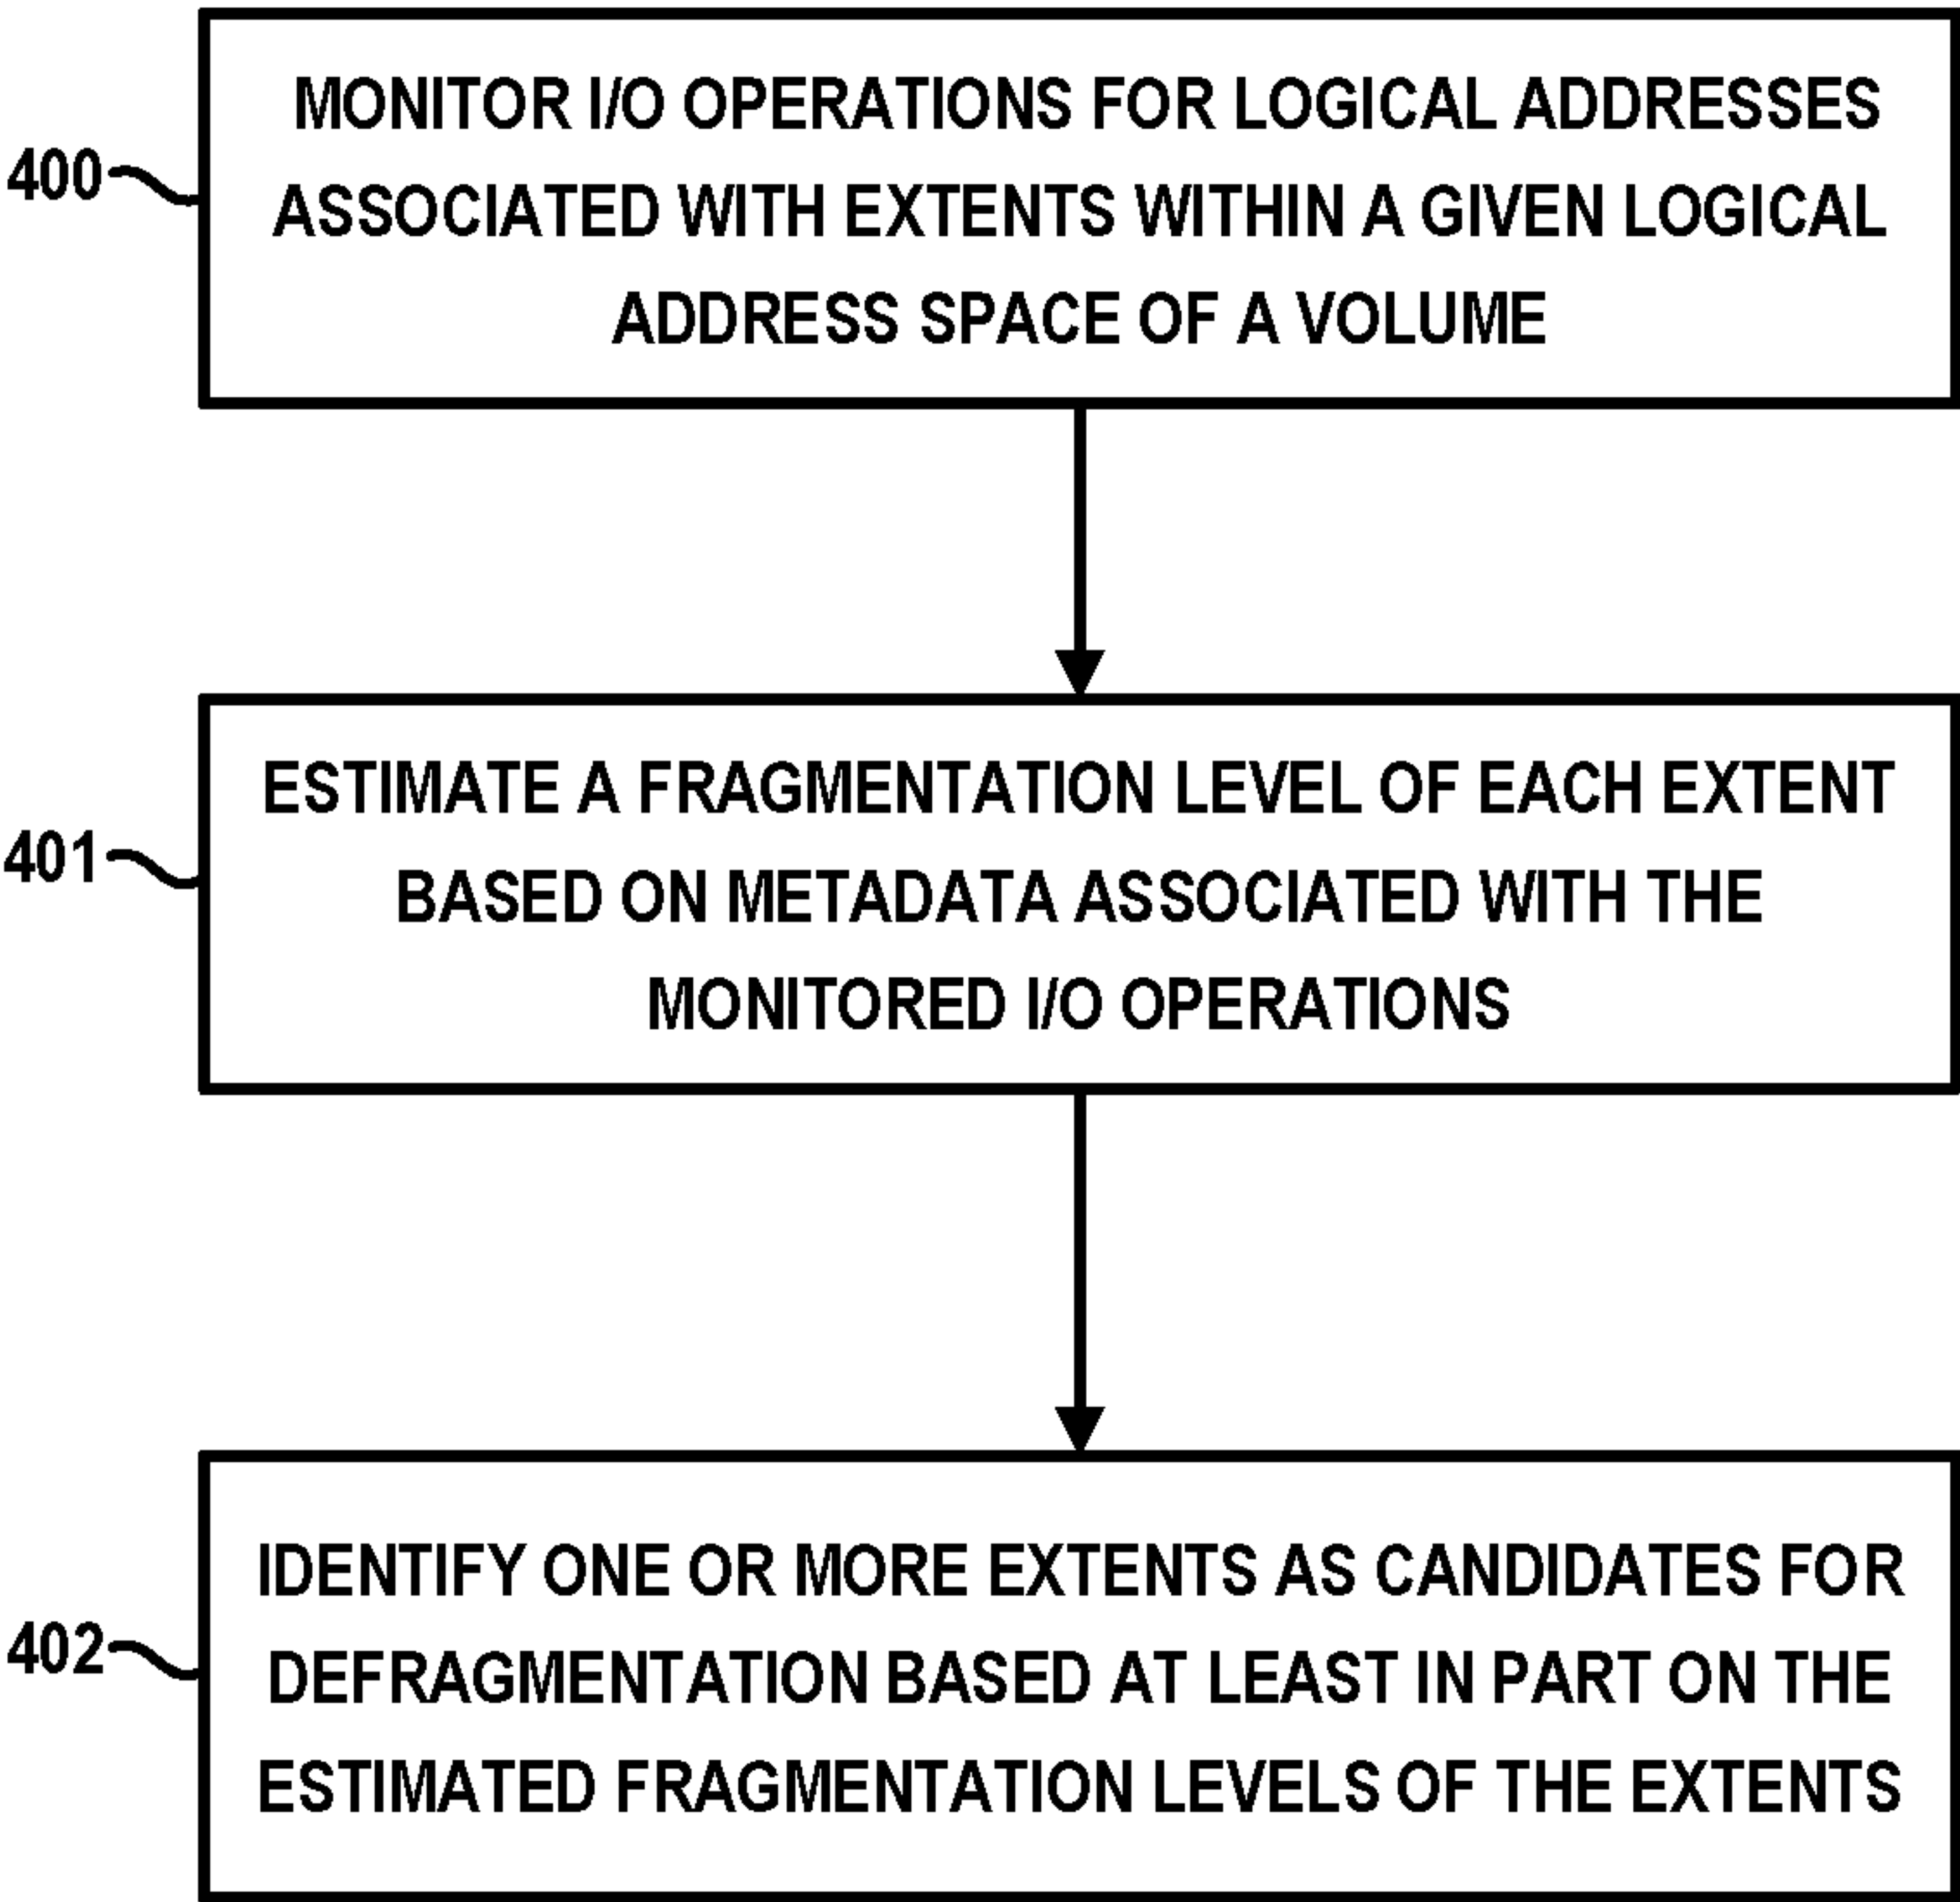 MONITOR I/O OPERATIONS FOR LOGICAL ADDRESSES
400
ASSOCIATED WITH EXTENTS WITHIN A GIVEN LOGICAL
ADDRESS SPACE OF A VOLUME
ESTIMATE A FRAGMENTATION LEVEL OF EACH EXTENT
401
BASED ON METADATA ASSOCIATED WITH THE
MONITORED I/O OPERATIONS
IDENTIFY ONE OR MORE EXTENTS AS CANDIDATES FOR
402
DEFRAGMENTATION BASED AT LEAST IN PART ON THE
ESTIMATED FRAGMENTATION LEVELS OF THE EXTENTS